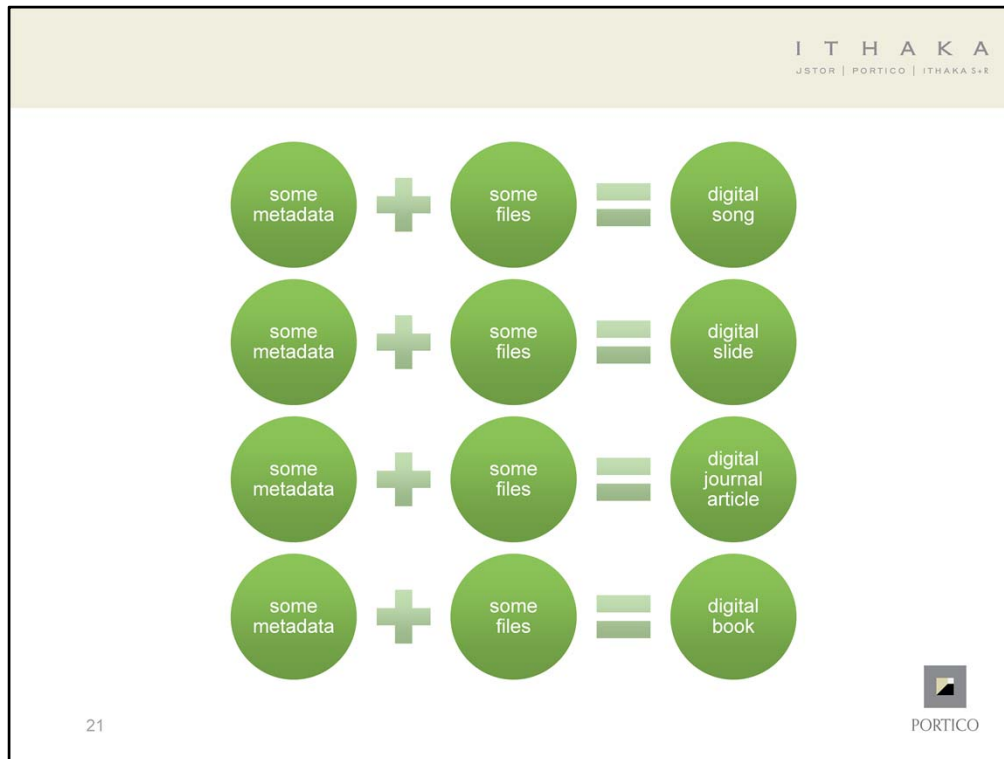 I T H A K A
JSTOR | PORTICO | ITHAKA S+R
some
metadata
some
files
digital
song
some
metadata
some
files
digital
slide
some
metadata
some
files
digital
journal
article
some
metadata
some
files
digital
book
21
PORTICO